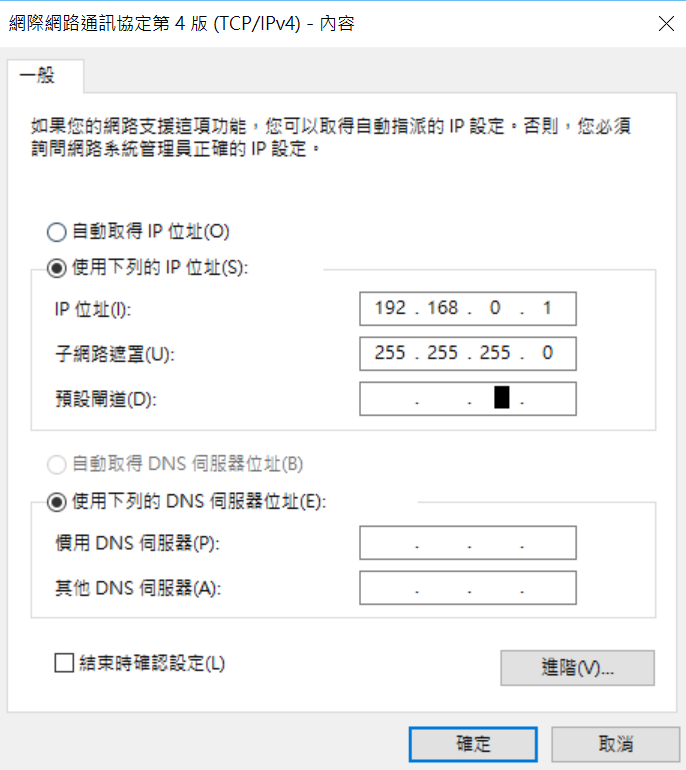 網際網路通訊協定第 4 版 (TCP/IPv4) - 內容
一般
如果您的網路支援這項功能，您可以取得自動指派的 IP 設定。否則，您必須
詢問網路系統管理員正確的 IP 設定。
自動取得 IP 位址(O)
使用下列的 IP 位址(S):
IP 位址(I): 192 . 168 . 0 . 1
子網路遮罩(U): 255 . 255 . 255 . 0
預設閘道(D): . . .
自動取得 DNS 伺服器位址(B)
使用下列的 DNS 伺服器位址(E):
慣用 DNS 伺服器(P): . . .
其他 DNS 伺服器(A): . . .
結束時確認設定(L)
進階(V)...
確定 取消